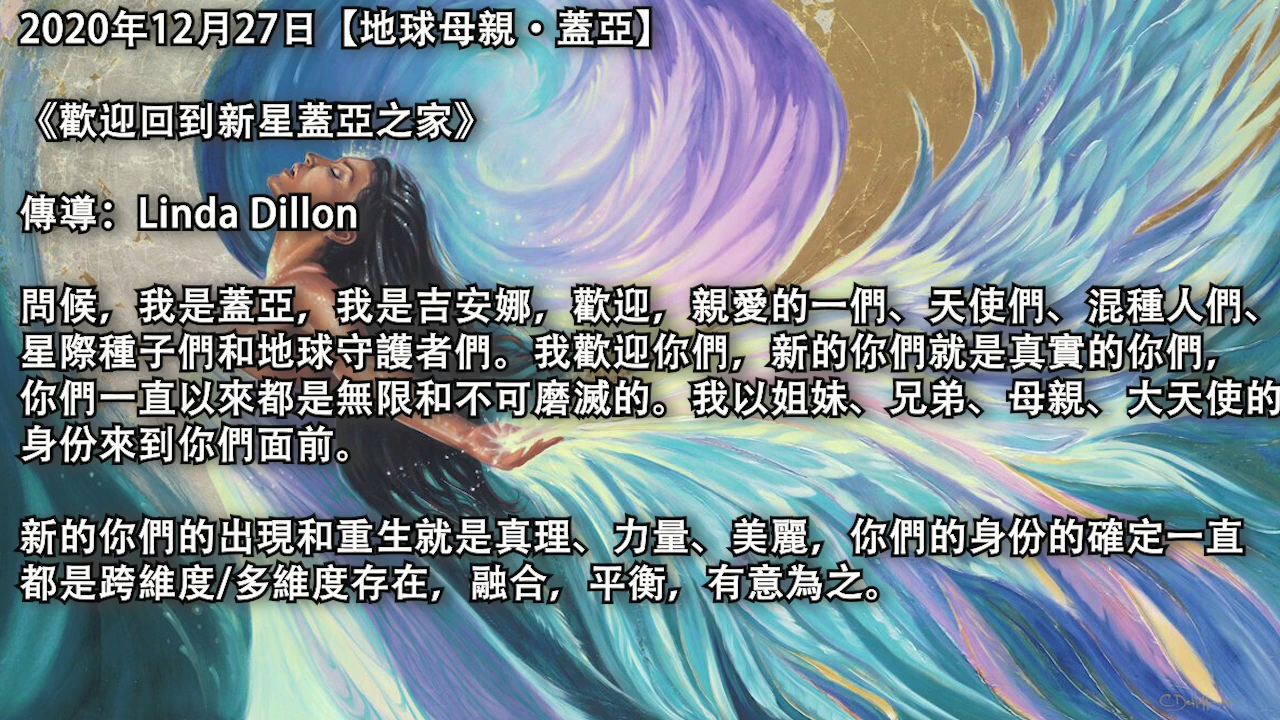 2020年12月27日【地球母親・蓋亞】
《歡迎回到新星蓋亞之家》
傳導：Linda Dillon
問候，我是蓋亞，我是吉安娜，歡迎，親愛的一們、天使們、混種人們、
星際種子們和地球守護者們。我歡迎你們，新的你們就是真實的你們，
你們一直以來都是無限和不可磨滅的。我以姐妹、兄弟、母親、大天使的
身份來到你們面前。
新的你們的出現和重生就是真理、力量、美麗，你們的身份的確定一直
都是跨維度/多維度存在，融合，平衡，有意為之。